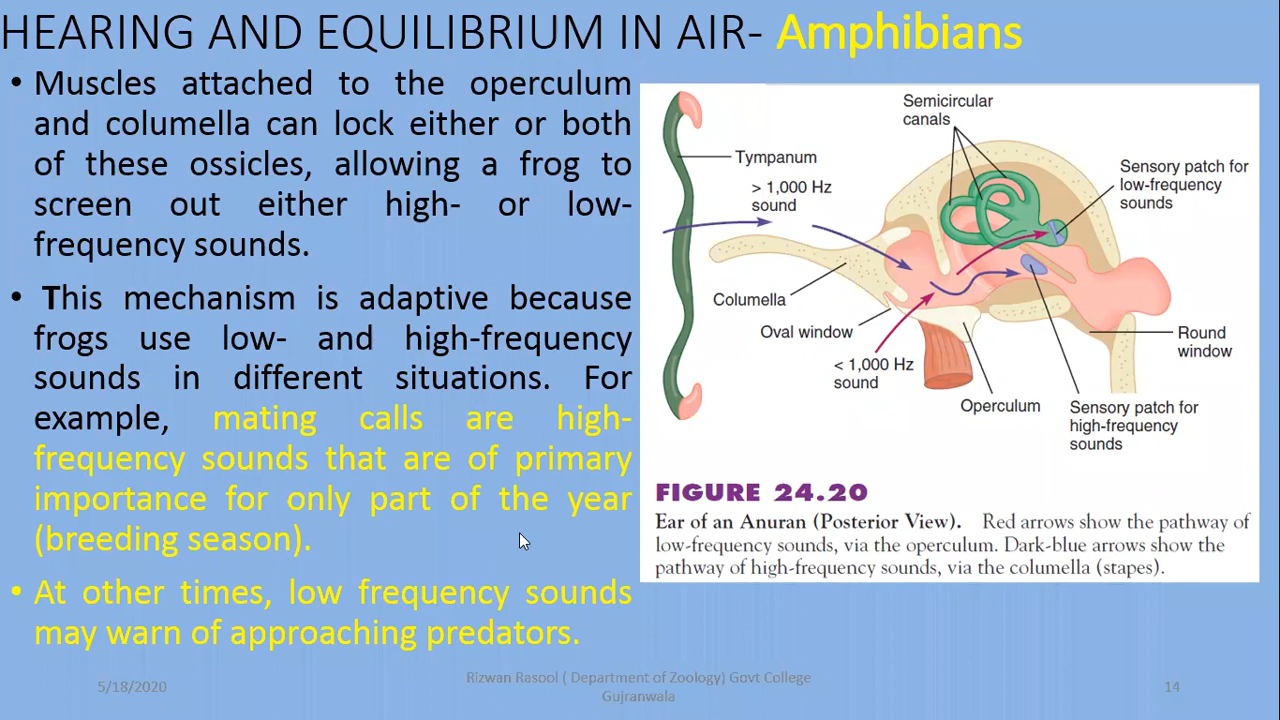 HEARING AND EQUILIBRIUM IN AIR- Amphibians
• Muscles attached to the operculum
and columella can lock either or both
of these ossicles, allowing a frog to
screen out either high- or low-
frequency sounds.
• This mechanism is adaptive because
frogs use low- and high-frequency
sounds in different situations. For
example, mating calls are high-
frequency sounds that are of primary
importance for only part of the year
(breeding season).
• At other times, low frequency sounds
may warn of approaching predators.
Semicircular
canals
Tympanum
> 1,000 Hz
sound
Sensory patch for
low-frequency
sounds
Columella
Oval window
< 1,000 Hz
sound
Operculum
Round
window
Sensory patch for
high-frequency
sounds
FIGURE 24.20
Ear of an Anuran (Posterior View). Red arrows show the pathway of
low-frequency sounds, via the operculum. Dark-blue arrows show the
pathway of high-frequency sounds, via the columella (stapes).
5/18/2020
Rizwan Rasool ( Department of Zoology) Govt College
Gujranwala
14